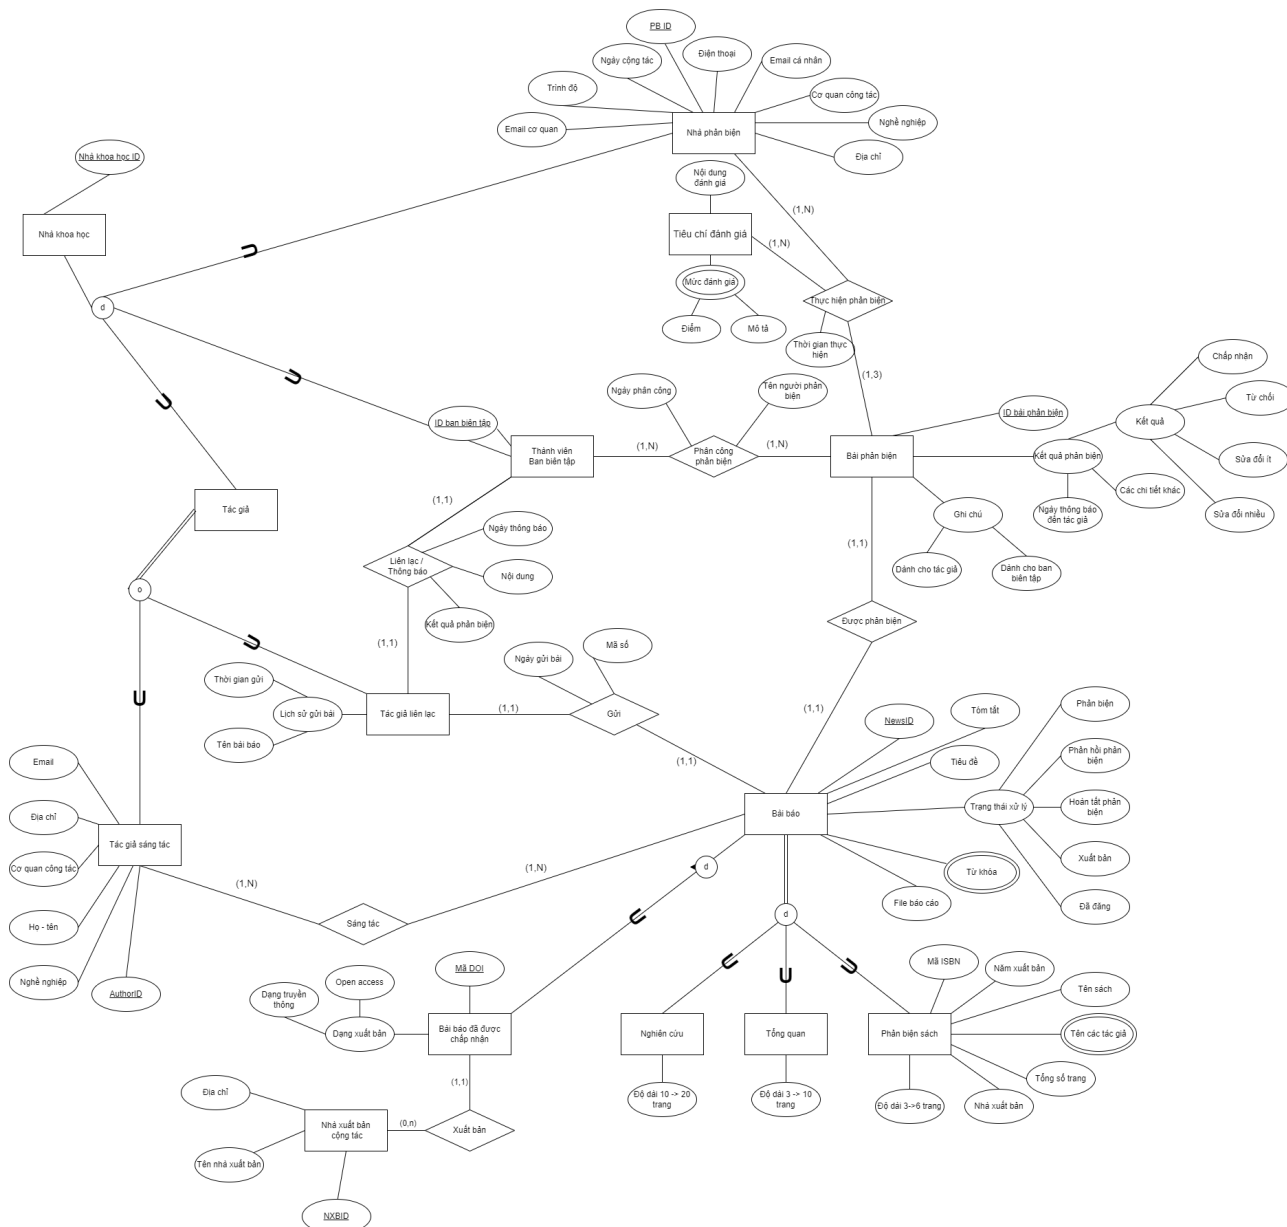 PB ID
Điện thoại
Ngày cộng tác
Email cá nhân
Trình độ
Cơ quan công tác
Email cơ quan
Nhà phản biện
Nghề nghiệp
Địa chỉ
Nhà khoa học ID
Nhà khoa học
Nội dung
đánh giá
(1,N)
Tiêu chí đánh giá
(1,N)
Mức đánh giá
Điểm
Mô tả
Thực hiện phản biến
Thời gian thực
hiện
(1,3)
d
Chấp nhận
Từ chối
Kết quả
Sửa đổi ít
Sửa đổi nhiều
Ngày phân công
Tên người phản
biện
ID ban biên tập
Thành viên
Ban biên tập
(1,N)
Phân công
phản biện
(1,N)
Bài phản biện
ID bài phản biện
Kết quả phản biện
Ngày thông báo
đến tác giả
Các chi tiết khác
Ghi chú
Dành cho tác giả
Dành cho ban
biên tập
(1,1)
Tác giả
(1,1)
Ngày thông báo
Liên lạc /
Thông báo
Nội dung
Kết quả phản biện
(1,1)
o
Được phản biện
(1,1)
Thời gian gửi
Lịch sử gửi bài
Tên bài báo
Tác giả liên lạc
(1,1)
Ngày gửi bài
Mã số
Gửi
(1,1)
NewsID
Tóm tắt
Tiêu đề
Bài báo
Trạng thái xử lý
Phản biện
Phản hồi phản
biện
Hoàn tất phản
biện
Xuất bản
Đã đăng
Từ khóa
File báo cáo
Email
Địa chỉ
Cơ quan công tác
Tác giả sáng tác
Họ - tên
Nghề nghiệp
AuthorID
(1,N)
Sáng tác
(1,N)
d
d
Mã DOI
Open access
Dạng truyền
thống
Dạng xuất bản
Bài báo đã được
chấp nhận
(1,1)
Xuất bản
(0,n)
Nhà xuất bản
cộng tác
Địa chỉ
Tên nhà xuất bản
NXBID
Nghiên cứu
Độ dài 10 -> 20
trang
Tổng quan
Độ dài 3 -> 10
trang
Phản biện sách
Mã ISBN
Năm xuất bản
Tên sách
Tên các tác giả
Tổng số trang
Nhà xuất bản
Độ dài 3->6 trang